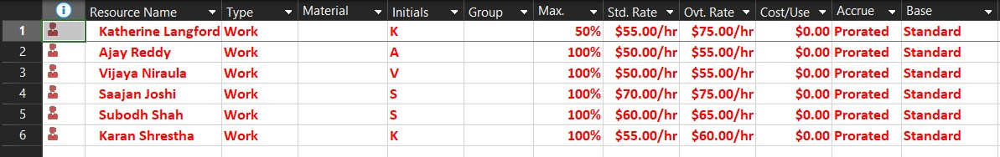 Resource Name Type Material Initials Group Max. Std. Rate Ovt. Rate Cost/Use Accrue Base
1 Katherine Langford Work K 50% $55.00/hr $75.00/hr $0.00 Prorated Standard
2 Ajay Reddy Work A 100% $50.00/hr $55.00/hr $0.00 Prorated Standard
3 Vijaya Niraula Work V 100% $50.00/hr $55.00/hr $0.00 Prorated Standard
4 Saajan Joshi Work S 100% $70.00/hr $75.00/hr $0.00 Prorated Standard
5 Subodh Shah Work S 100% $60.00/hr $65.00/hr $0.00 Prorated Standard
6 Karan Shrestha Work K 100% $55.00/hr $60.00/hr $0.00 Prorated Standard